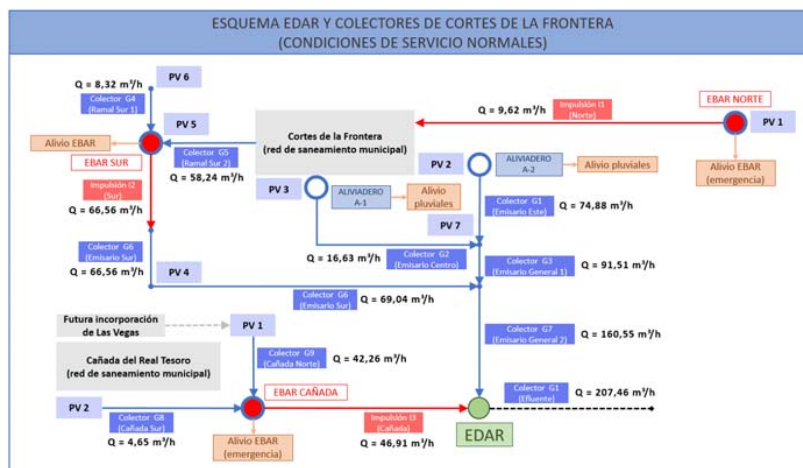 ESQUEMA EDAR Y COLECTORES DE CORTES DE LA FRONTERA
(CONDICIONES DE SERVICIO NORMALES)
Q = 8,32 m³/h
PV 6
Colector G4
(Ramal Sur 1)
PV 5
Alivio EBAR
EBAR SUR
Colector G5
(Ramal Sur 2)
Q = 58,24 m³/h
Impulsión I2
(Sur)
Q = 66,56 m³/h
Colector G6
(Emisario Sur)
Q = 66,56 m³/h
PV 4
Cortes de la Frontera
(red de saneamiento municipal)
Q = 9,62 m³/h
Impulsión I1
(Norte)
EBAR NORTE
PV 1
Alivio EBAR
(emergencia)
PV 2
ALIVIADERO
A-2
Alivio pluviales
PV 3
ALIVIADERO
A-1
Alivio
pluviales
Colector G1
(Emisario Este)
Q = 74,88 m³/h
PV 7
Q = 16,63 m³/h
Colector G2
(Emisario Centro)
Colector G3
(Emisario General 1)
Q = 91,51 m³/h
Colector G6
(Emisario Sur)
Q = 69,04 m³/h
Colector G7
(Emisario General 2)
Q = 160,55 m³/h
Futura incorporación
de Las Vegas
PV 1
Cañada del Real Tesoro
(red de saneamiento municipal)
Colector G9
(Cañada Norte)
Q = 42,26 m³/h
EBAR CAÑADA
PV 2
Colector G8
(Cañada Sur)
Q = 4,65 m³/h
Alivio EBAR
(emergencia)
Impulsión I3
(Cañada)
Q = 46,91 m³/h
EDAR
Colector G1
(Efluente)
Q = 207,46 m³/h